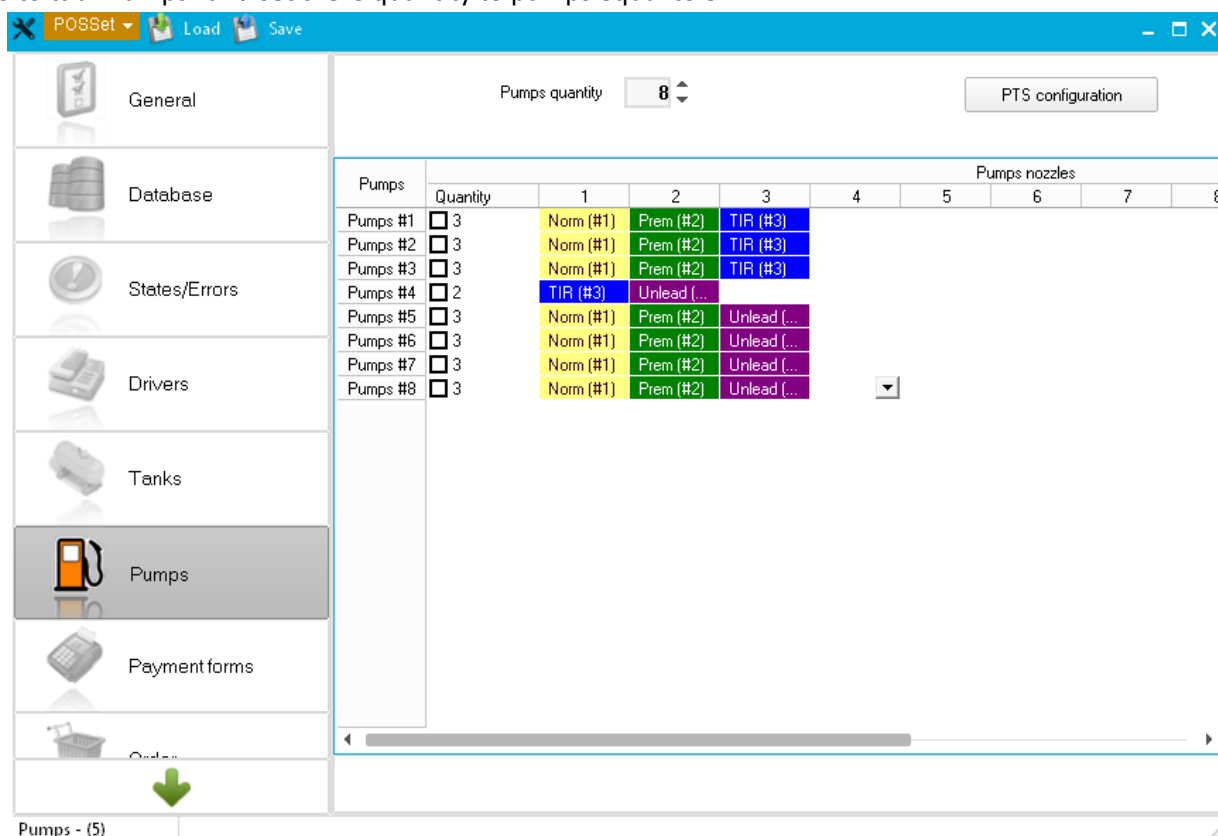 POSSet Load Save
General
Database
States/Errors
Drivers
Tanks
Pumps
Payment forms
Pumps - (5)
Pumps quantity 8 PTS configuration
Pumps Pumps nozzles
Quantity 1 2 3 4 5 6 7
Pumps #1 3 Norm (#1) Prem (#2) TIR (#3)
Pumps #2 3 Norm (#1) Prem (#2) TIR (#3)
Pumps #3 3 Norm (#1) Prem (#2) TIR (#3)
Pumps #4 2 TIR (#3) Unlead (...
Pumps #5 3 Norm (#1) Prem (#2) Unlead (...
Pumps #6 3 Norm (#1) Prem (#2) Unlead (...
Pumps #7 3 Norm (#1) Prem (#2) Unlead (...
Pumps #8 3 Norm (#1) Prem (#2) Unlead (...